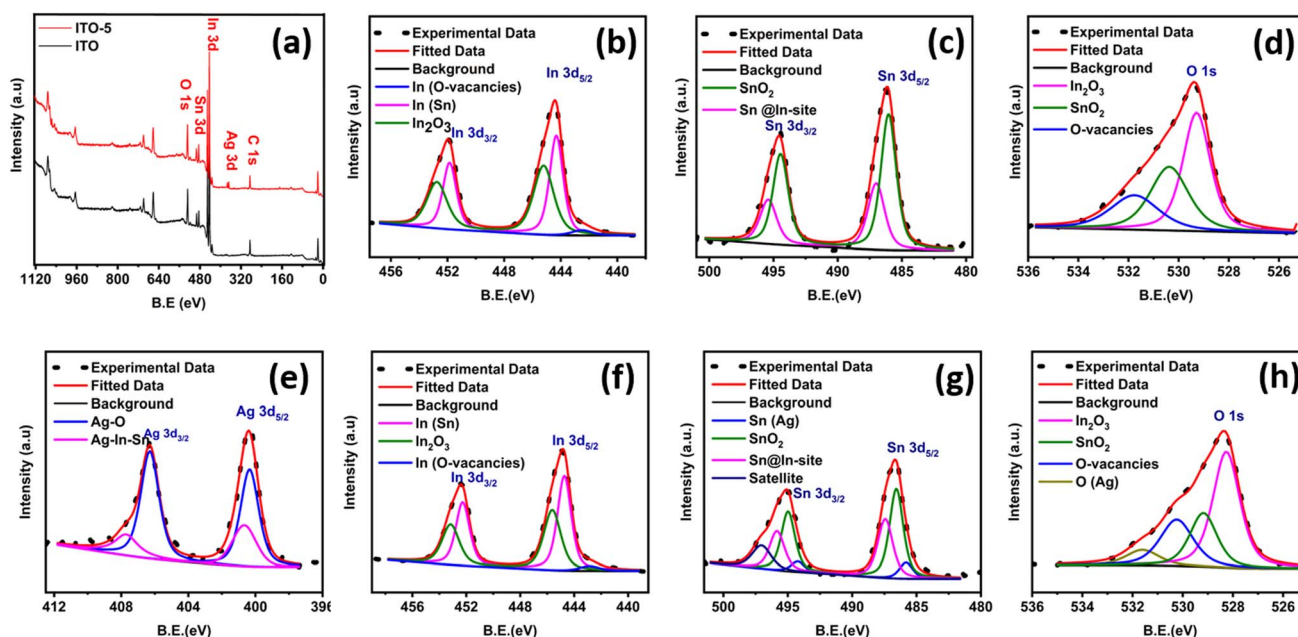 ITO-5
ITO
(a)
In 3d
O 1s
Sn 3d
Ag 3d
C 1s
Intensity (a.u)
1120 960 800 640 480 320 160 0
B.E (eV)
(b)
Experimental Data
Fitted Data
Background
In (O-vacancies)
In (Sn)
In2O3
In 3d5/2
In 3d3/2
Intensity (a.u)
456 452 448 444 440
B.E.(eV)
(c)
Experimental Data
Fitted Data
Background
SnO2
Sn @In-site
Sn 3d5/2
Sn 3d3/2
Intensity (a.u)
500 495 490 485 480
B.E.(eV)
(d)
Experimental Data
Fitted Data
Background
In2O3
SnO2
O-vacancies
O 1s
Intensity (a.u)
536 534 532 530 528 526
B.E.(eV)
(e)
Experimental Data
Fitted Data
Background
Ag-O
Ag-In-Sn
Ag 3d5/2
Ag 3d3/2
Intensity (a.u)
412 408 404 400 396
B.E.(eV)
(f)
Experimental Data
Fitted Data
Background
In (Sn)
In2O3
In (O-vacancies)
In 3d5/2
In 3d3/2
Intensity (a.u)
456 452 448 444 440
B.E.(eV)
(g)
Experimental Data
Fitted Data
Background
Sn (Ag)
SnO2
Sn@In-site
Satellite
Sn 3d5/2
Sn 3d3/2
Intensity (a.u)
500 495 490 485 480
B.E.(eV)
(h)
Experimental Data
Fitted Data
Background
In2O3
SnO2
O-vacancies
O (Ag)
O 1s
Intensity (a.u)
536 534 532 530 528 526
B.E.(eV)